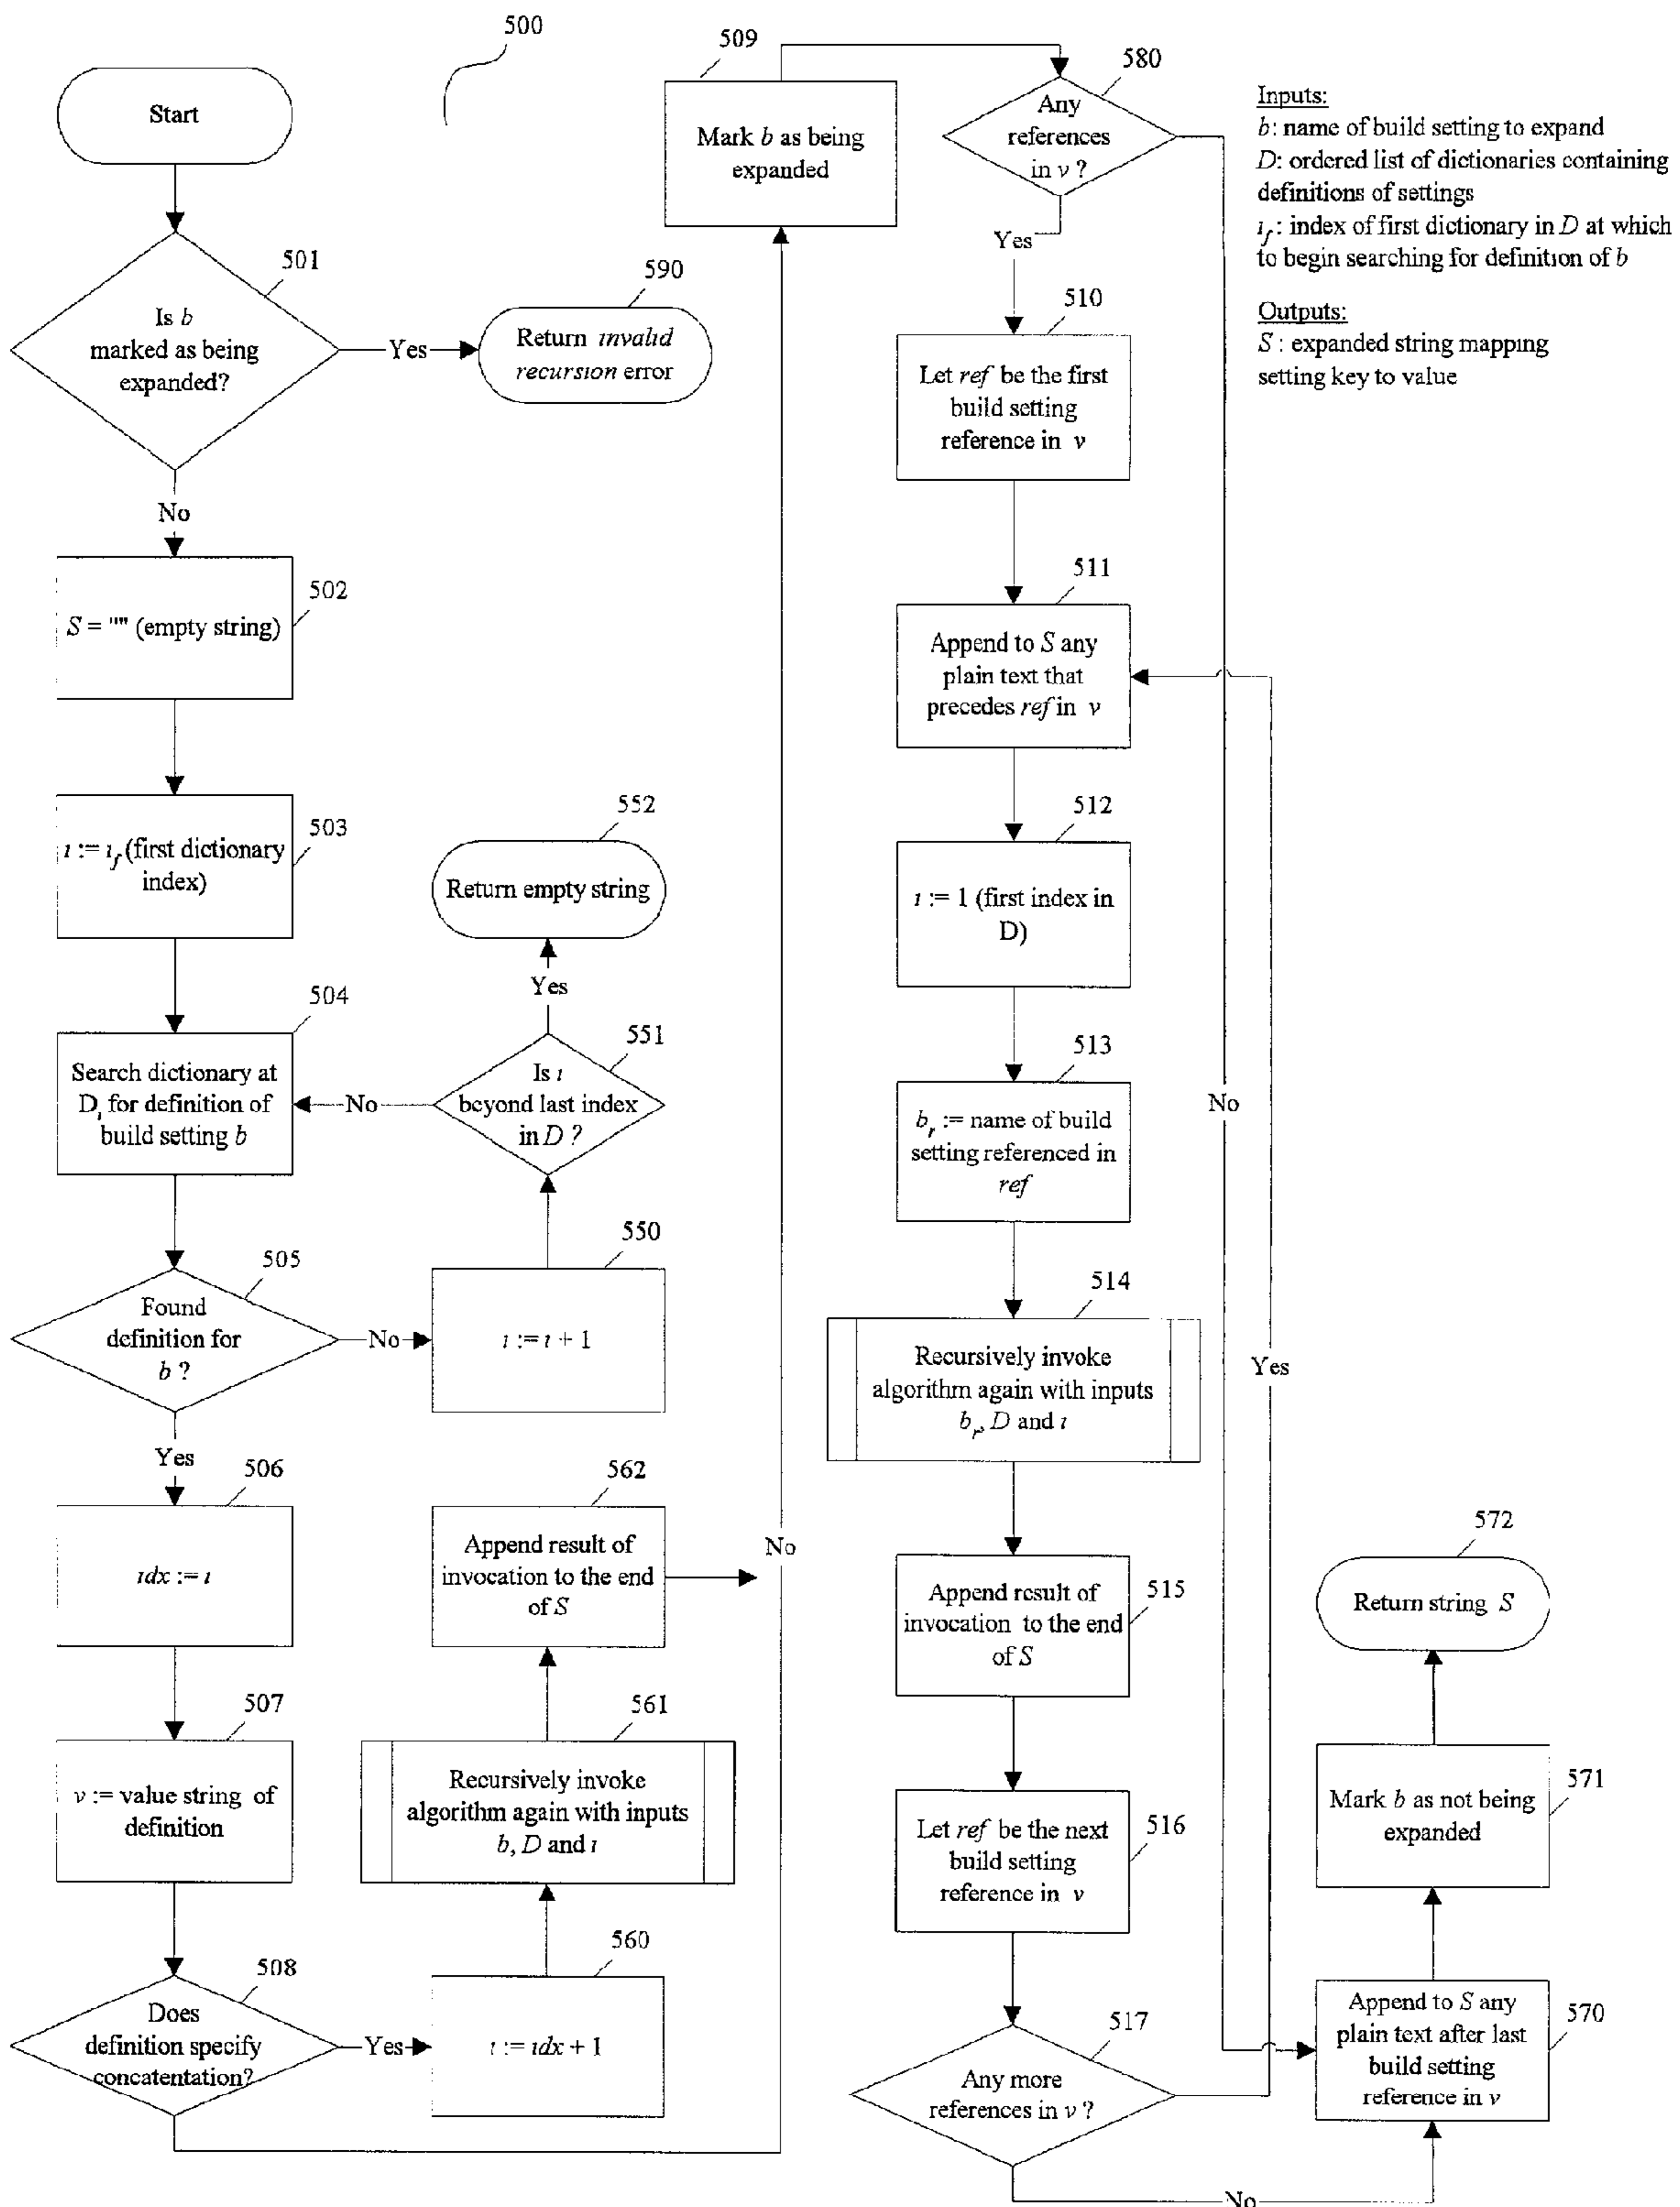 500
Start
501
Is b
marked as being
expanded?
Yes
590
Return invalid
recursion error
No
502
S = "" (empty string)
503
ı := ı_f (first dictionary
index)
504
Search dictionary at
D_i for definition of
build setting b
505
Found
definition for
b ?
No
550
ı := ı + 1
551
Is ı
beyond last index
in D ?
No
Yes
552
Return empty string
Yes
506
ıdx := ı
507
v := value string of
definition
508
Does
definition specify
concatentation?
Yes
560
ı := ıdx + 1
561
Recursively invoke
algorithm again with inputs
b, D and ı
562
Append result of
invocation to the end
of S
No
509
Mark b as being
expanded
580
Any
references
in v ?
Yes
No
510
Let ref be the first
build setting
reference in v
511
Append to S any
plain text that
precedes ref in v
512
ı := 1 (first index in
D)
513
b_r := name of build
setting referenced in
ref
514
Recursively invoke
algorithm again with inputs
b_r, D and ı
515
Append result of
invocation to the end
of S
516
Let ref be the next
build setting
reference in v
517
Any more
references in v ?
Yes
No
570
Append to S any
plain text after last
build setting
reference in v
571
Mark b as not being
expanded
572
Return string S
Inputs:
b: name of build setting to expand
D: ordered list of dictionaries containing
definitions of settings
ı_f: index of first dictionary in D at which
to begin searching for definition of b
Outputs:
S : expanded string mapping
setting key to value